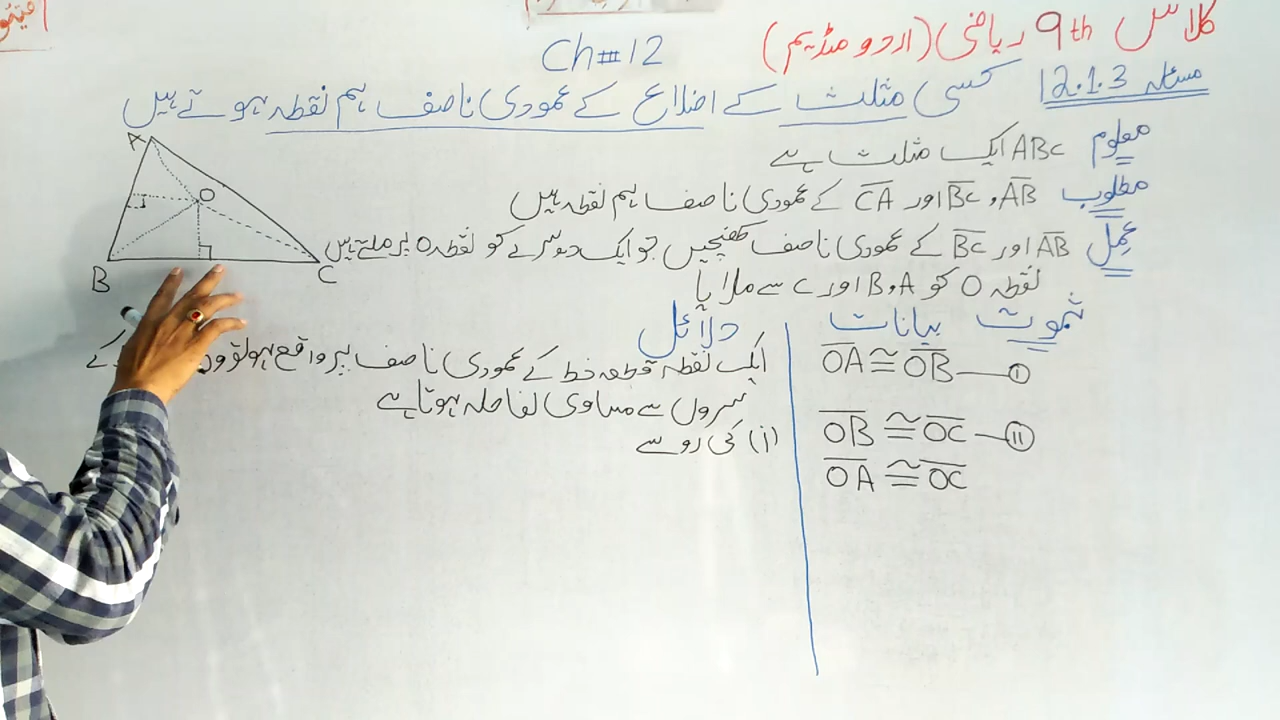 کلاس 9th ریاضی (اردو میڈیم)
Ch#12
مسئلہ 12.1.3 کسی مثلث کے اضلاع کے عمودی ناصف ہم نقطہ ہوتے ہیں
معلوم ABC ایک مثلث ہے
مطلوب AB، BC اور CA کے عمودی ناصف ہم نقطہ ہیں
عمل AB اور BC کے عمودی ناصف کھینچیں جو ایک دوسرے کو نقطہ O پر ملتے ہیں
نقطہ O کو A، B اور C سے ملایا
ثبوت
بیانات
دلائل
OA ≅ OB — (i)
ایک نقطہ قطعہ خط کے عمودی ناصف پر واقع ہو تو وہ کے
سروں سے مساوی الفاصلہ ہوتا ہے
OB ≅ OC — (ii)
(i) کی رو سے
OA ≅ OC
A
O
B
C